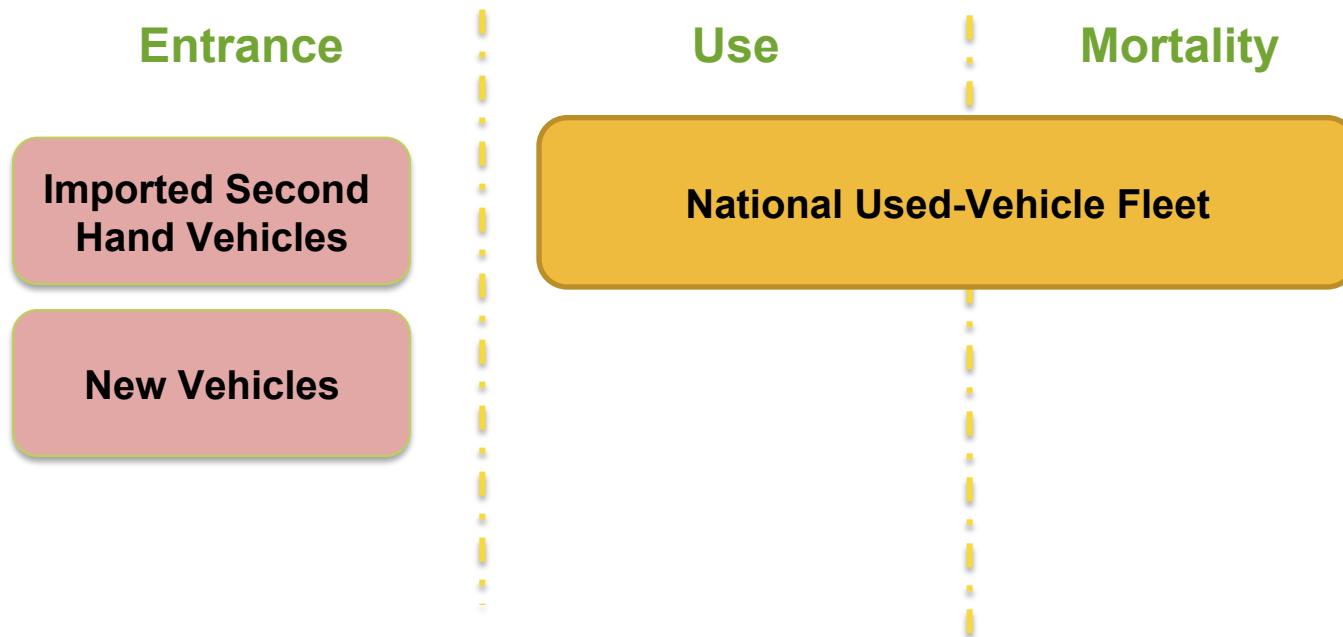 Entrance
Use
Mortality
Imported Second
Hand Vehicles
National Used-Vehicle Fleet
New Vehicles